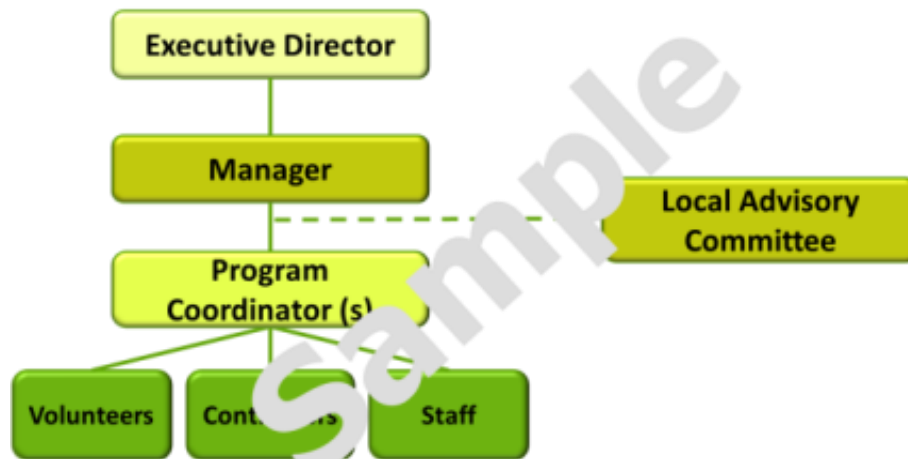 Executive Director
Manager
Local Advisory
Committee
Program
Coordinator (s)
Volunteers
Staff
Sample